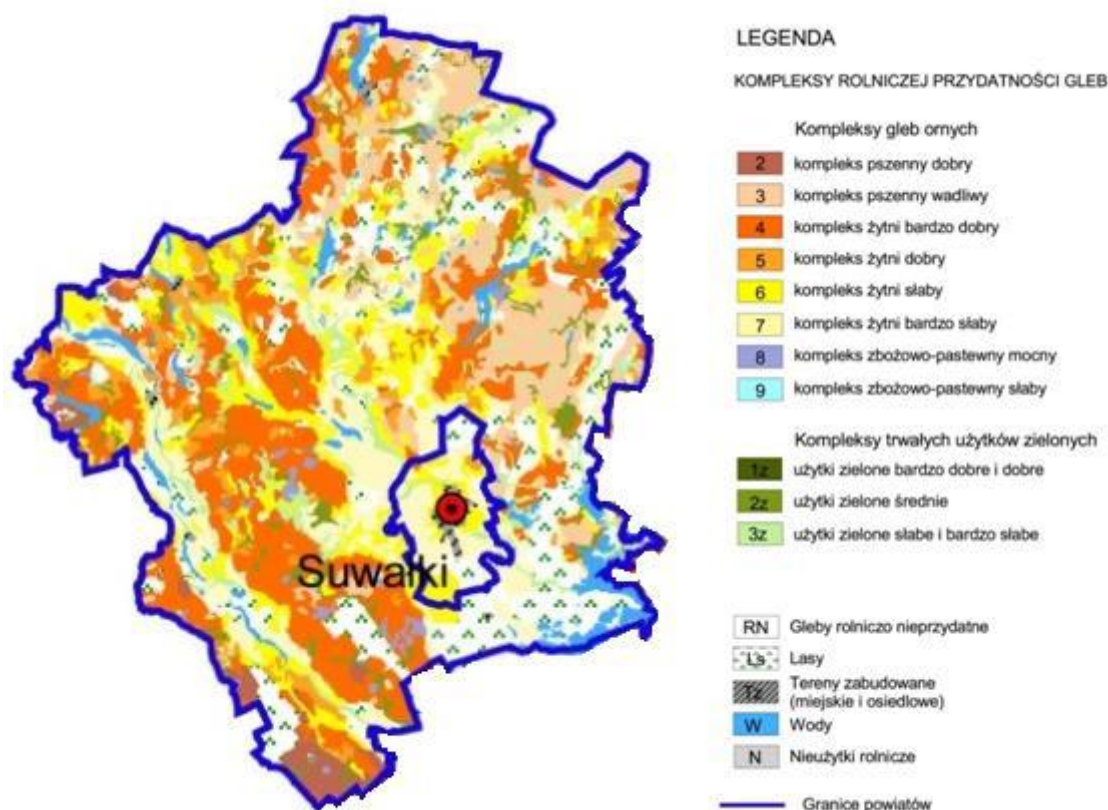 Suwałki
LEGENDA
KOMPLEKSY ROLNICZEJ PRZYDATNOŚCI GLEB
Kompleksy gleb ornych
2 kompleks pszenny dobry
3 kompleks pszenny wadliwy
4 kompleks żytni bardzo dobry
5 kompleks żytni dobry
6 kompleks żytni słaby
7 kompleks żytni bardzo słaby
8 kompleks zbożowo-pastewny mocny
9 kompleks zbożowo-pastewny słaby
Kompleksy trwałych użytków zielonych
1z użytki zielone bardzo dobre i dobre
2z użytki zielone średnie
3z użytki zielone słabe i bardzo słabe
RN Gleby rolniczo nieprzydatne
Ls Lasy
Tz Tereny zabudowane
(miejskie i osiedlowe)
W Wody
N Nieużytki rolnicze
Granice powiatów